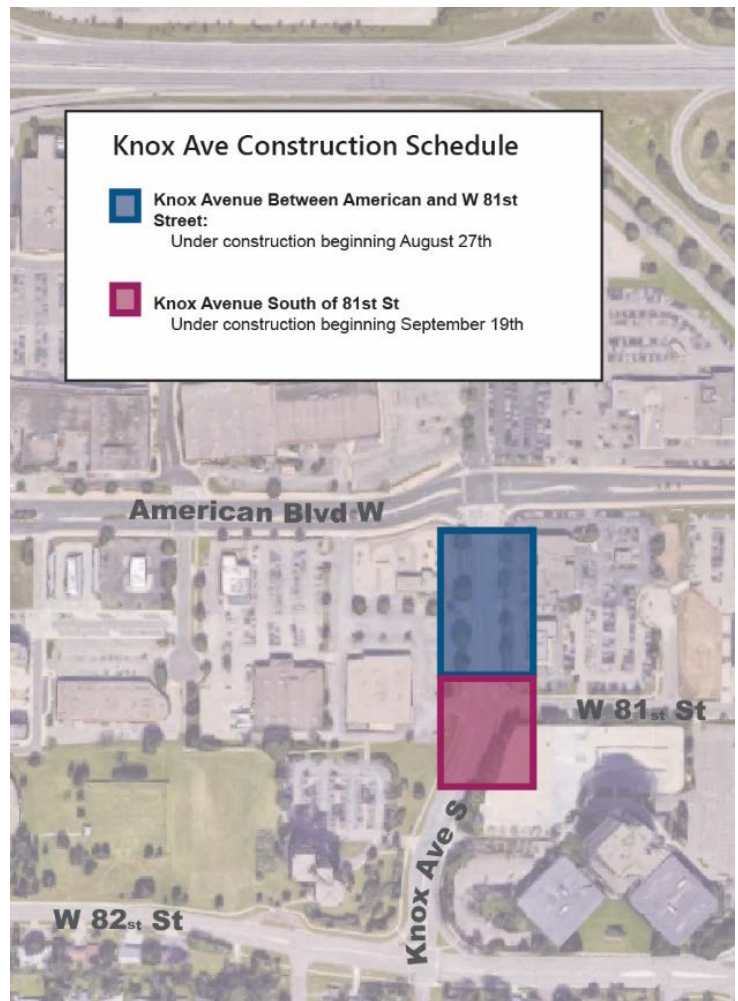 Knox Ave Construction Schedule
Knox Avenue Between American and W 81st
Street:
Under construction beginning August 27th
Knox Avenue South of 81st St
Under construction beginning September 19th
American Blvd W
W 81st St
Knox Ave S
W 82st St